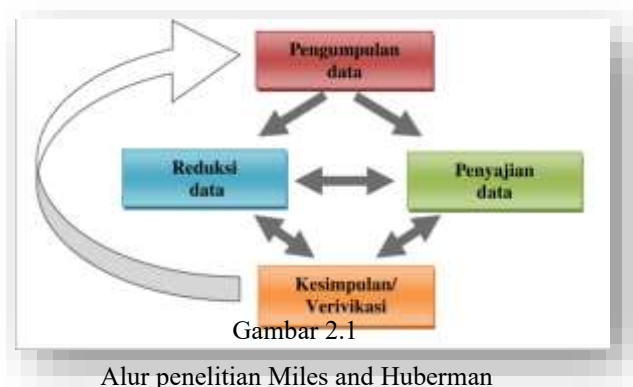 Pengumpulan
data
Reduksi
data
Penyajian
data
Kesimpulan/
Verivikasi
Gambar 2.1
Alur penelitian Miles and Huberman